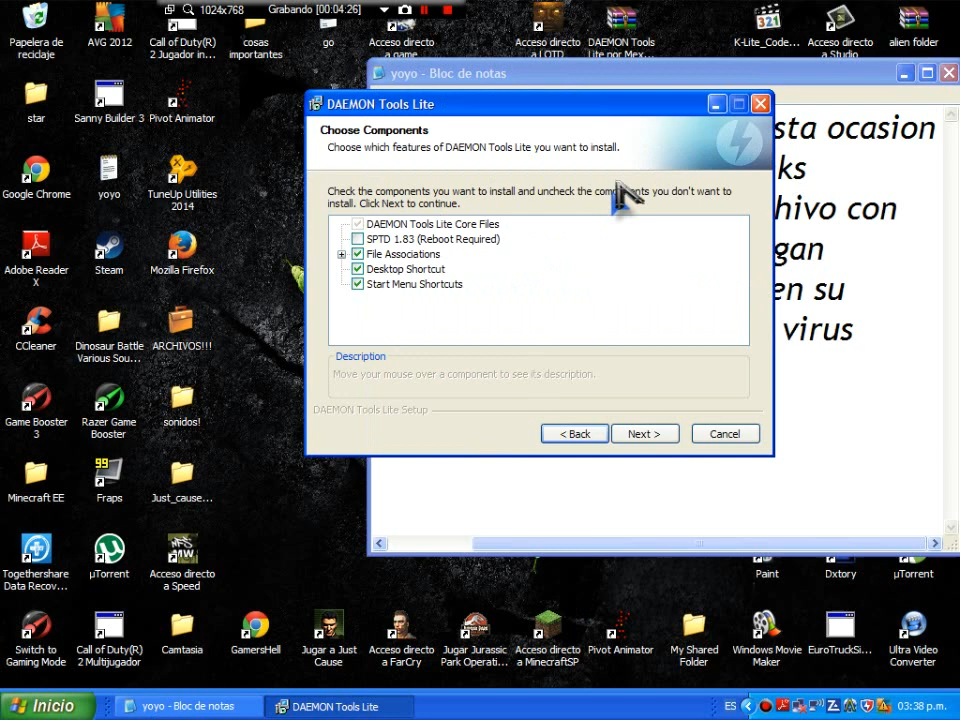 1024x768
Grabando [00:04:26]
Papelera de
reciclaje
AVG 2012
Call of Duty(R)
2 Jugador in...
cosas
importantes
go
Acceso directo
a game
Acceso directo
a LOTD
DAEMON Tools
Lite por Mex...
K-Lite_Code...
Acceso directo
a Studio
alien folder
yoyo - Bloc de notas
sta ocasion
ks
hivo con
gan
en su
virus
DAEMON Tools Lite
Choose Components
Choose which features of DAEMON Tools Lite you want to install.
Check the components you want to install and uncheck the components you don't want to
install. Click Next to continue.
DAEMON Tools Lite Core Files
SPTD 1.83 (Reboot Required)
File Associations
Desktop Shortcut
Start Menu Shortcuts
Description
Move your mouse over a component to see its description.
DAEMON Tools Lite Setup
< Back
Next >
Cancel
star
Sanny Builder 3
Pivot Animator
Google Chrome
yoyo
TuneUp Utilities
2014
Adobe Reader
X
Steam
Mozilla Firefox
CCleaner
Dinosaur Battle
Various Sou...
ARCHIVOS!!!
Game Booster
3
Razer Game
Booster
sonidos!
Minecraft EE
99
Fraps
Just_cause...
Togethershare
Data Recov...
µTorrent
Acceso directo
a Speed
Paint
Dxtory
µTorrent
Switch to
Gaming Mode
Call of Duty(R)
2 Multijugador
Camtasia
GamersHell
Jugar a Just
Cause
Acceso directo
a FarCry
Jugar Jurassic
Park Operati...
Acceso directo
a MinecraftSP
Pivot Animator
My Shared
Folder
Windows Movie
Maker
EuroTruckSi...
Ultra Video
Converter
Inicio
yoyo - Bloc de notas
DAEMON Tools Lite
ES
03:38 p.m.